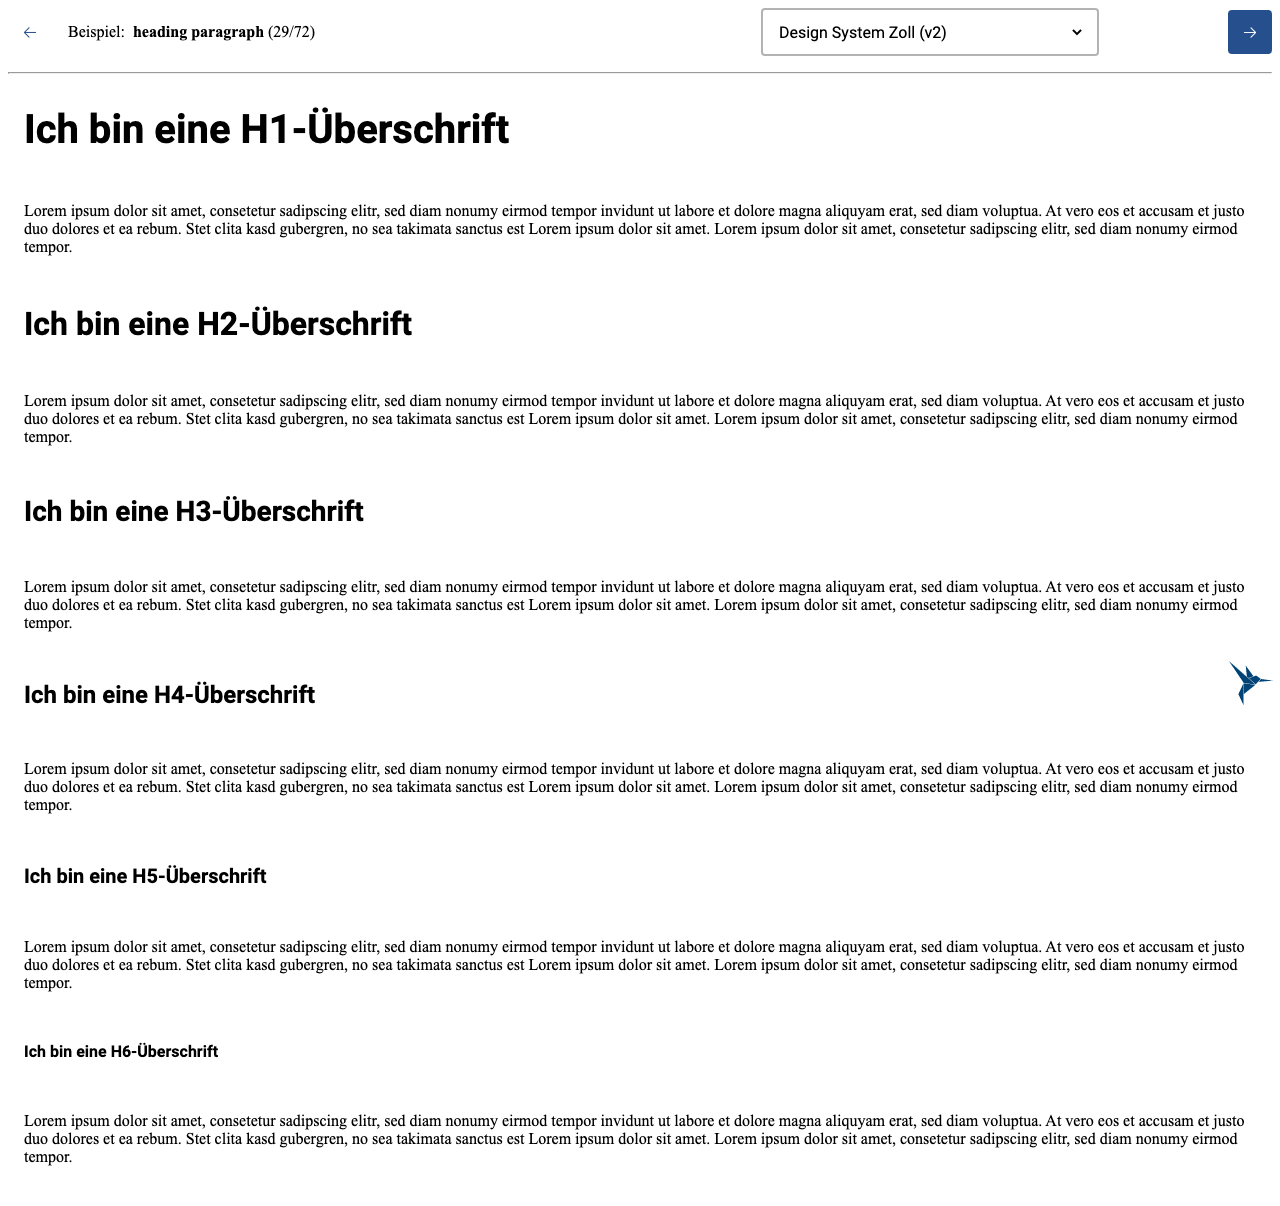 Beispiel: heading paragraph (29/72)
Design System Zoll (v2)
Ich bin eine H1-Überschrift
Lorem ipsum dolor sit amet, consetetur sadipscing elitr, sed diam nonumy eirmod tempor invidunt ut labore et dolore magna aliquyam erat, sed diam voluptua. At vero eos et accusam et justo
duo dolores et ea rebum. Stet clita kasd gubergren, no sea takimata sanctus est Lorem ipsum dolor sit amet. Lorem ipsum dolor sit amet, consetetur sadipscing elitr, sed diam nonumy eirmod
tempor.
Ich bin eine H2-Überschrift
Lorem ipsum dolor sit amet, consetetur sadipscing elitr, sed diam nonumy eirmod tempor invidunt ut labore et dolore magna aliquyam erat, sed diam voluptua. At vero eos et accusam et justo
duo dolores et ea rebum. Stet clita kasd gubergren, no sea takimata sanctus est Lorem ipsum dolor sit amet. Lorem ipsum dolor sit amet, consetetur sadipscing elitr, sed diam nonumy eirmod
tempor.
Ich bin eine H3-Überschrift
Lorem ipsum dolor sit amet, consetetur sadipscing elitr, sed diam nonumy eirmod tempor invidunt ut labore et dolore magna aliquyam erat, sed diam voluptua. At vero eos et accusam et justo
duo dolores et ea rebum. Stet clita kasd gubergren, no sea takimata sanctus est Lorem ipsum dolor sit amet. Lorem ipsum dolor sit amet, consetetur sadipscing elitr, sed diam nonumy eirmod
tempor.
Ich bin eine H4-Überschrift
Lorem ipsum dolor sit amet, consetetur sadipscing elitr, sed diam nonumy eirmod tempor invidunt ut labore et dolore magna aliquyam erat, sed diam voluptua. At vero eos et accusam et justo
duo dolores et ea rebum. Stet clita kasd gubergren, no sea takimata sanctus est Lorem ipsum dolor sit amet. Lorem ipsum dolor sit amet, consetetur sadipscing elitr, sed diam nonumy eirmod
tempor.
Ich bin eine H5-Überschrift
Lorem ipsum dolor sit amet, consetetur sadipscing elitr, sed diam nonumy eirmod tempor invidunt ut labore et dolore magna aliquyam erat, sed diam voluptua. At vero eos et accusam et justo
duo dolores et ea rebum. Stet clita kasd gubergren, no sea takimata sanctus est Lorem ipsum dolor sit amet. Lorem ipsum dolor sit amet, consetetur sadipscing elitr, sed diam nonumy eirmod
tempor.
Ich bin eine H6-Überschrift
Lorem ipsum dolor sit amet, consetetur sadipscing elitr, sed diam nonumy eirmod tempor invidunt ut labore et dolore magna aliquyam erat, sed diam voluptua. At vero eos et accusam et justo
duo dolores et ea rebum. Stet clita kasd gubergren, no sea takimata sanctus est Lorem ipsum dolor sit amet. Lorem ipsum dolor sit amet, consetetur sadipscing elitr, sed diam nonumy eirmod
tempor.